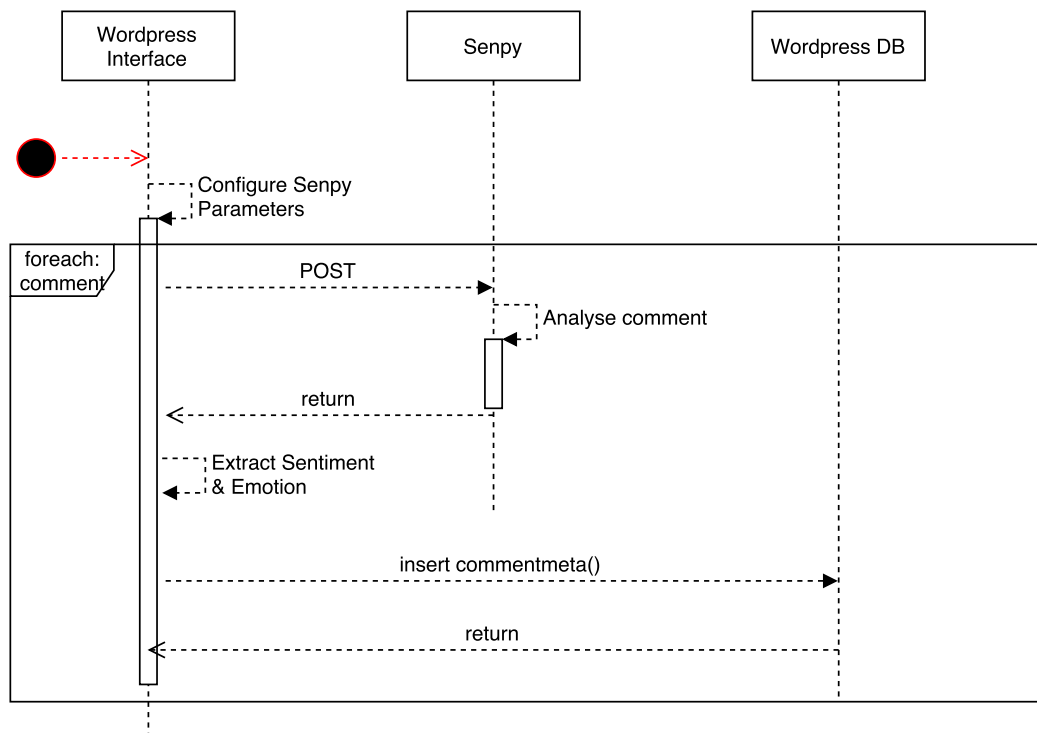 Wordpress
Interface
Senpy
Wordpress DB
Configure Senpy
Parameters
foreach:
comment
POST
Analyse comment
return
Extract Sentiment
& Emotion
insert commentmeta()
return